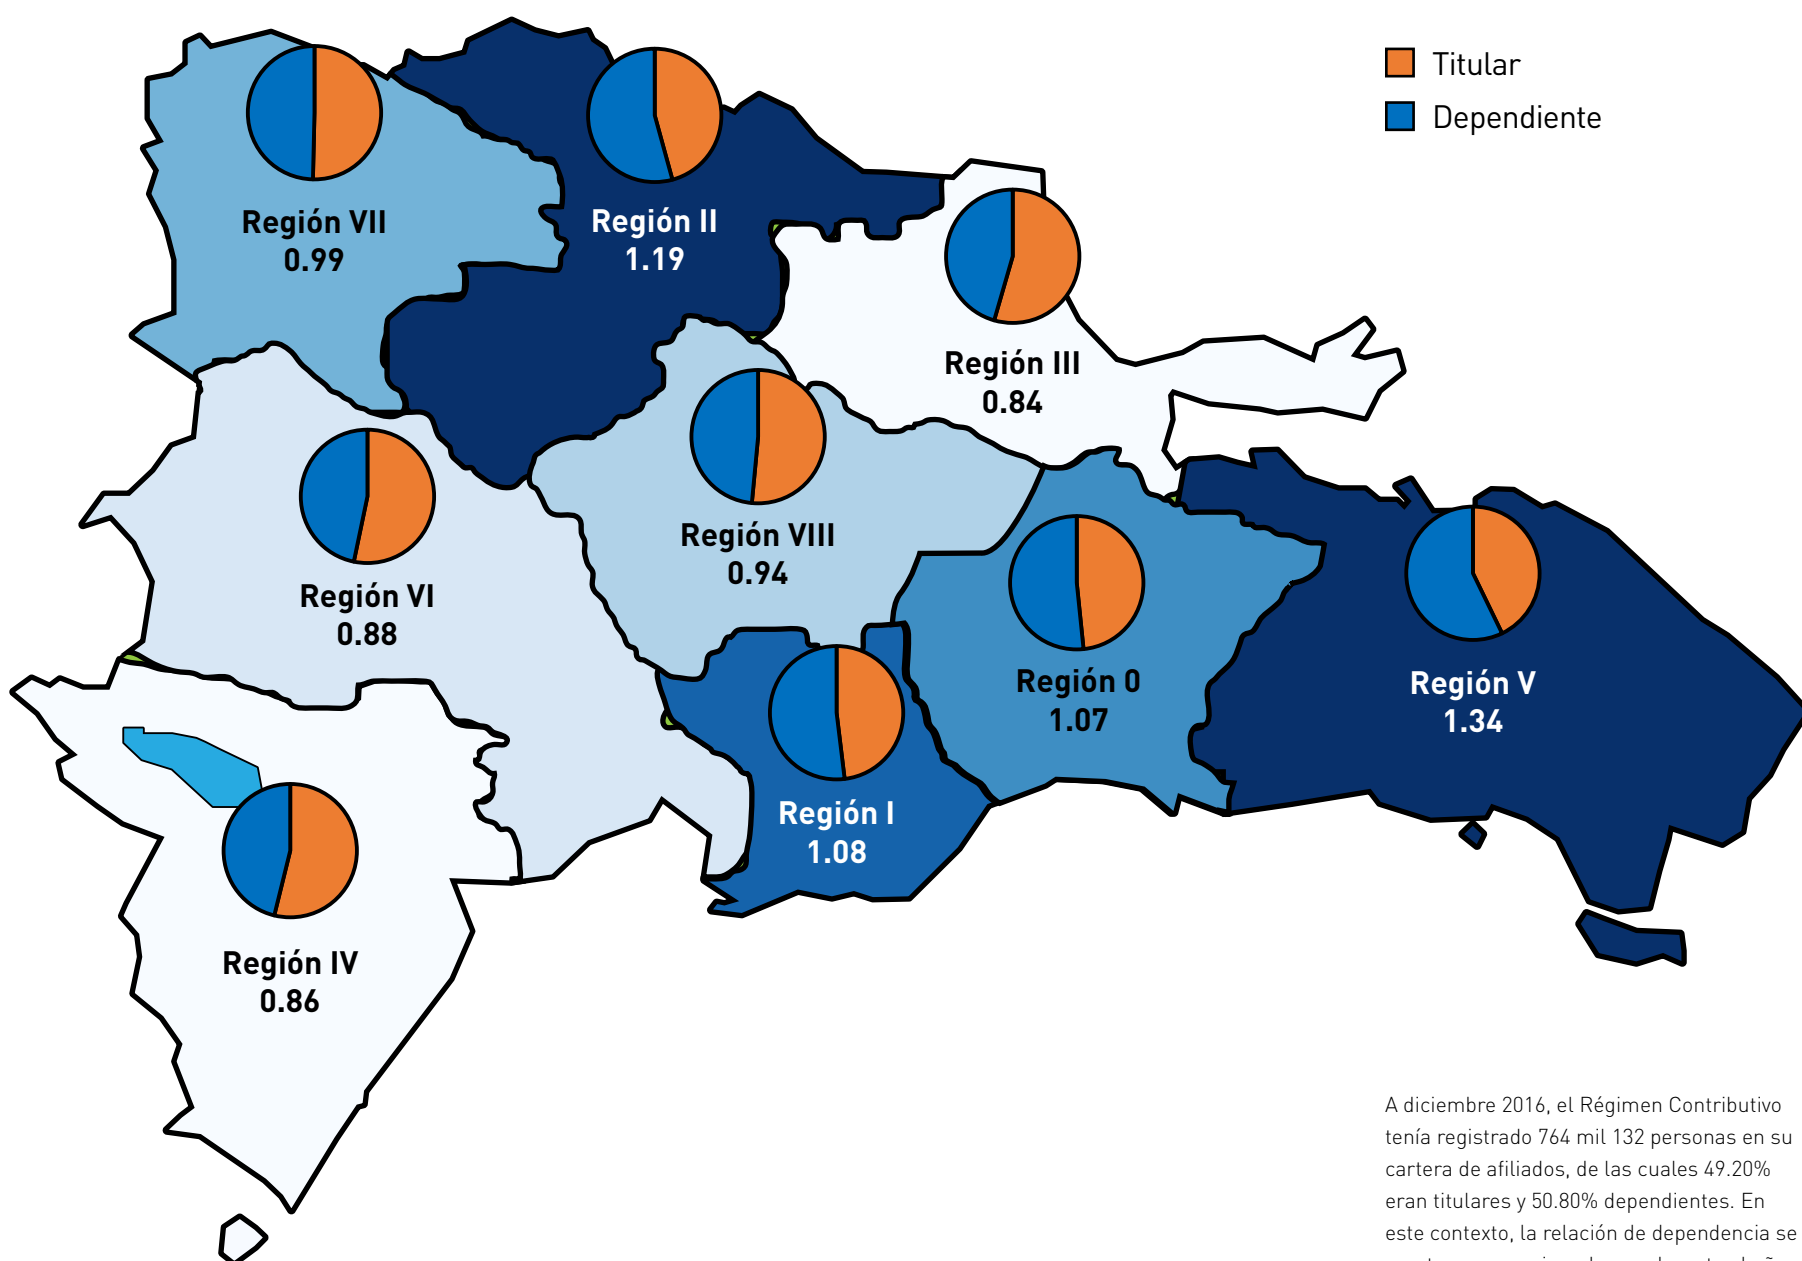 Titular
Dependiente
Región VII
0.99
Región II
1.19
Región III
0.84
Región VIII
0.94
Región VI
0.88
Región 0
1.07
Región V
1.34
Región I
1.08
Región IV
0.86
A diciembre 2016, el Régimen Contributivo
tenía registrado 764 mil 132 personas en su
cartera de afiliados, de las cuales 49.20%
eran titulares y 50.80% dependientes. En
este contexto, la relación de dependencia se